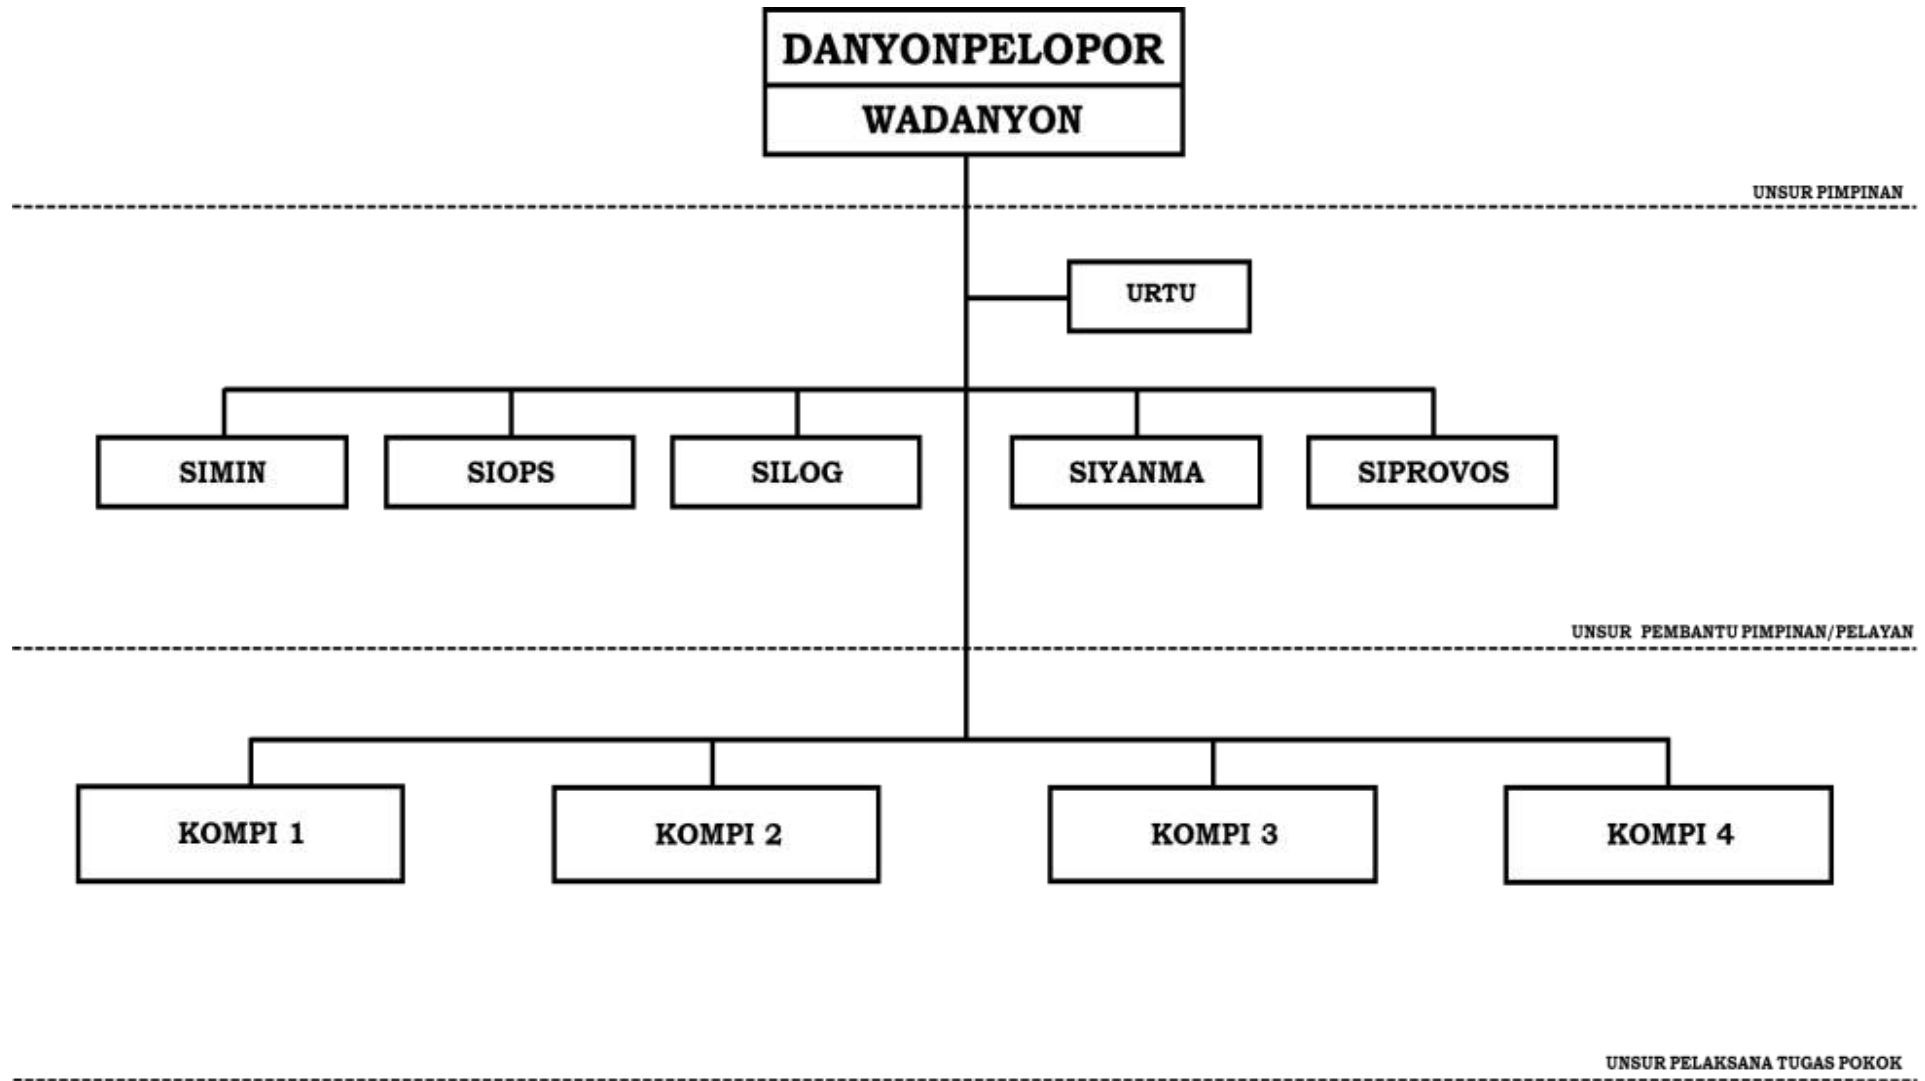 DANYONPELOPOR
WADANYON
UNSUR PIMPINAN
URTU
SIMIN
SIOPS
SILOG
SIYANMA
SIPROVOS
UNSUR PEMBANTU PIMPINAN/PELAYAN
KOMPI 1
KOMPI 2
KOMPI 3
KOMPI 4
UNSUR PELAKSANA TUGAS POKOK